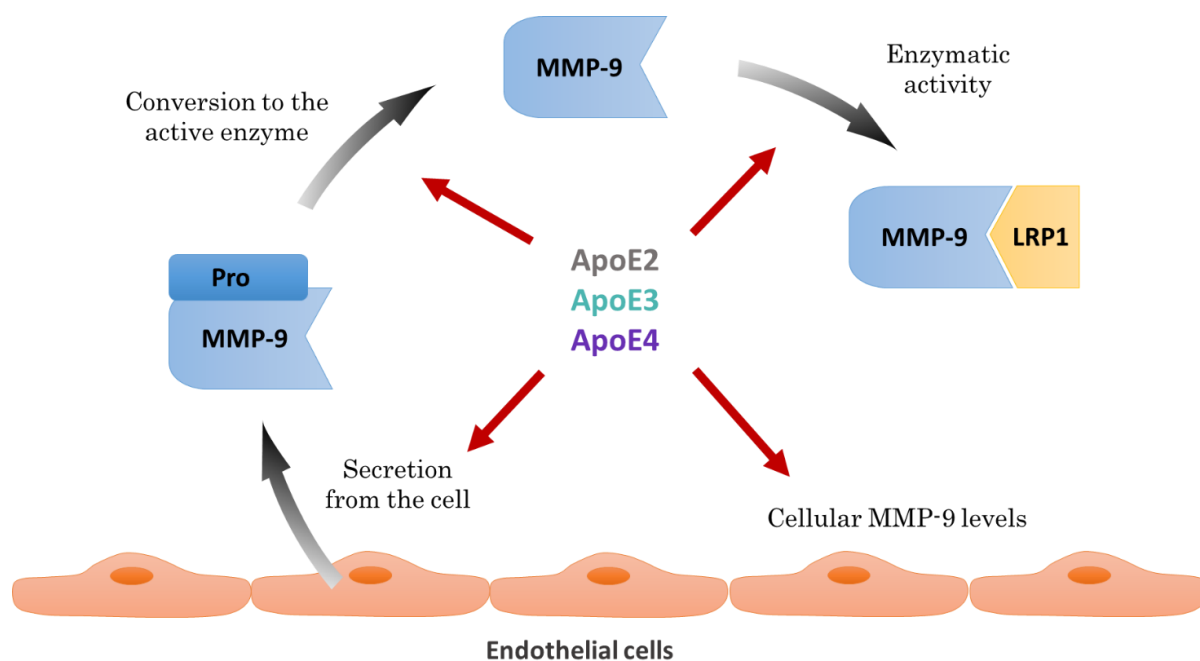 MMP-9
Enzymatic
activity
Conversion to the
active enzyme
MMP-9
LRP1
ApoE2
ApoE3
ApoE4
Pro
MMP-9
Secretion
from the cell
Cellular MMP-9 levels
Endothelial cells